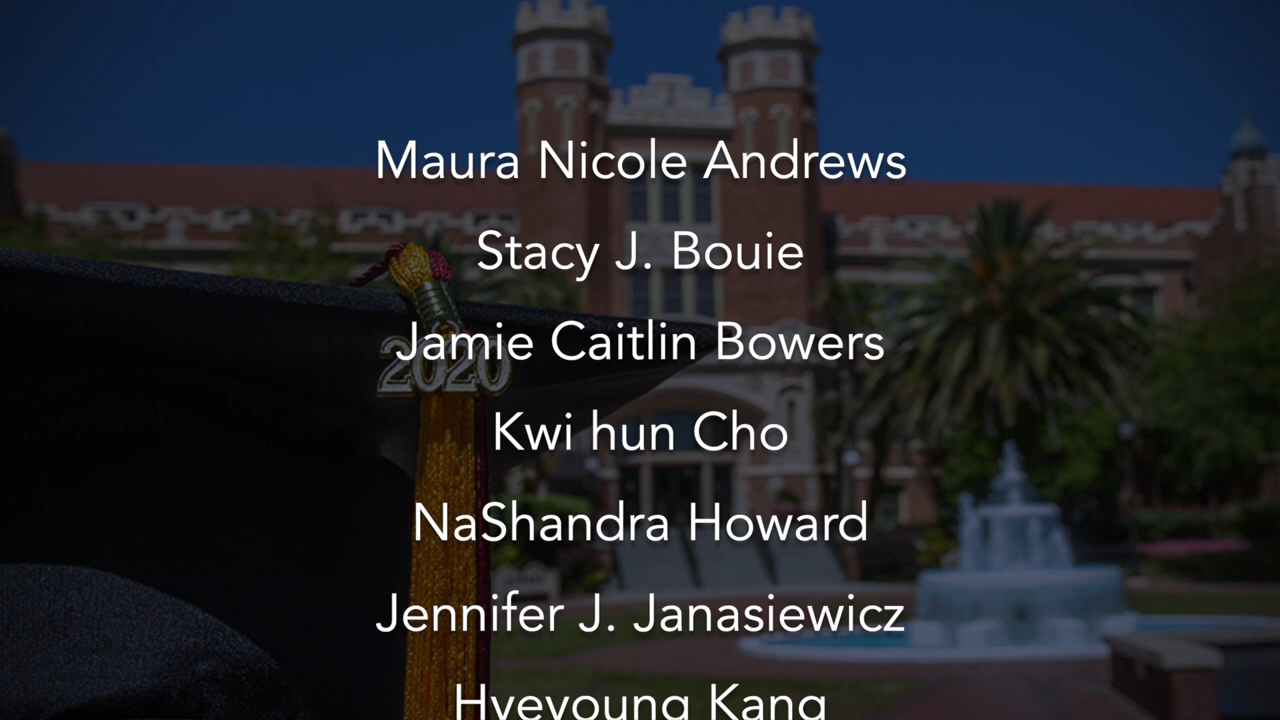 Maura Nicole Andrews
Stacy J. Bouie
Jamie Caitlin Bowers
2020
Kwi hun Cho
NaShandra Howard
Jennifer J. Janasiewicz
Hyeyoung Kang